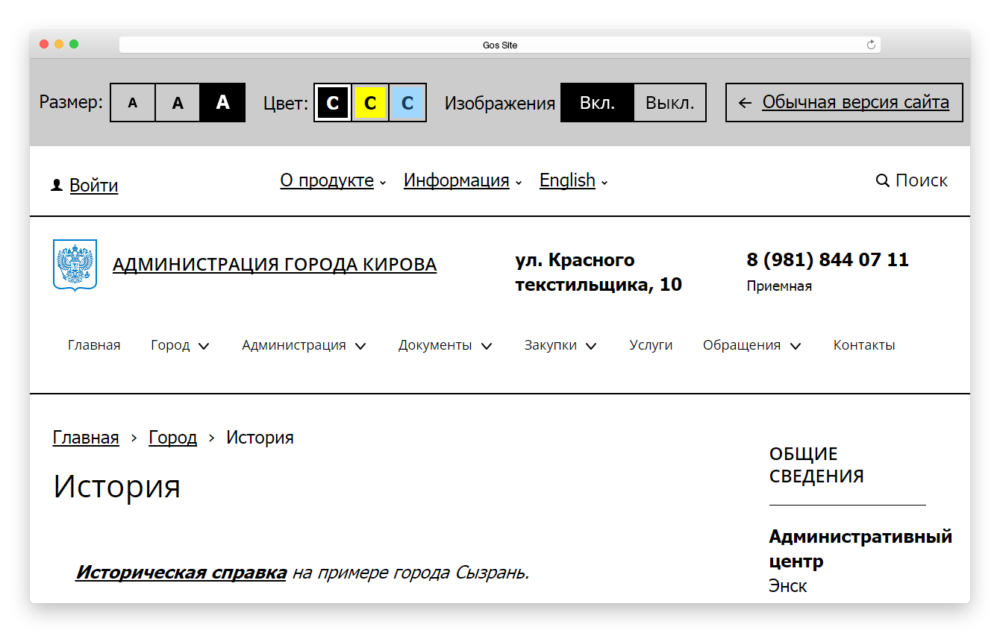 Gos Site
Размер: A A A Цвет: C C C Изображения Вкл. Выкл. ← Обычная версия сайта
Войти О продукте Информация English Поиск
АДМИНИСТРАЦИЯ ГОРОДА КИРОВА
ул. Красного
текстильщика, 10
8 (981) 844 07 11
Приемная
Главная Город Администрация Документы Закупки Услуги Обращения Контакты
Главная › Город › История
История
Историческая справка на примере города Сызрань.
ОБЩИЕ
СВЕДЕНИЯ
Административный
центр
Энск